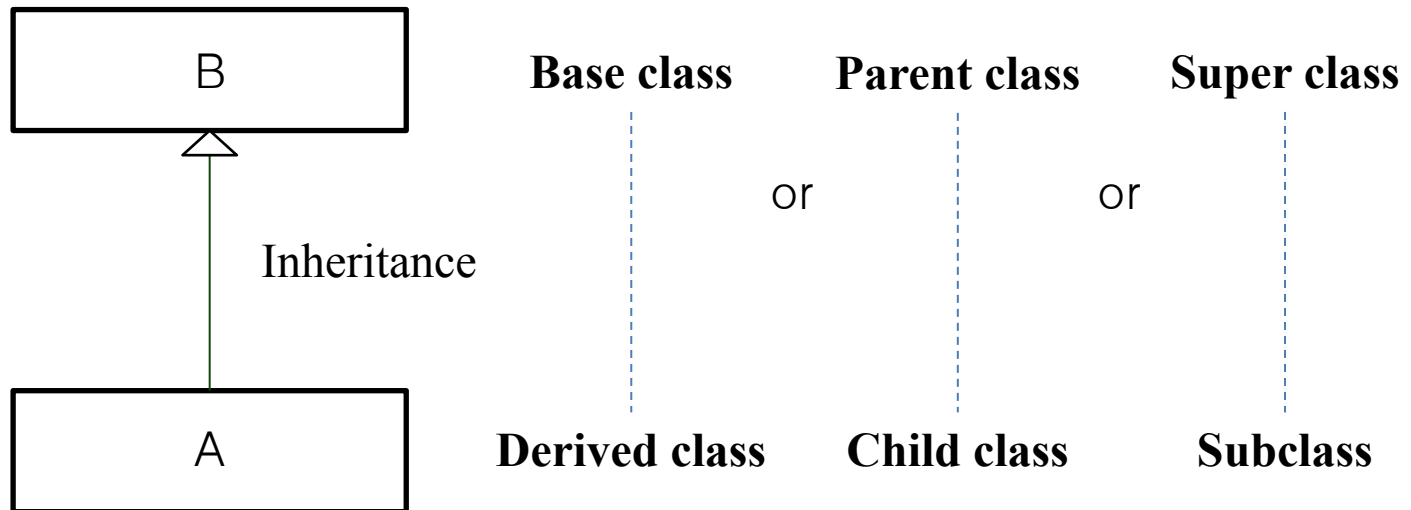 B
Base class
Parent class
Super class
or
or
Inheritance
A
Derived class
Child class
Subclass